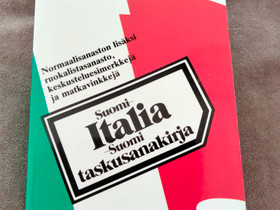 Normaalisanaston lisäksi
ruokalistasanasto,
keskusteluesimerkkejä
ja matkavinkkejä
Suomi-
Italia
-Suomi
taskusanakirja